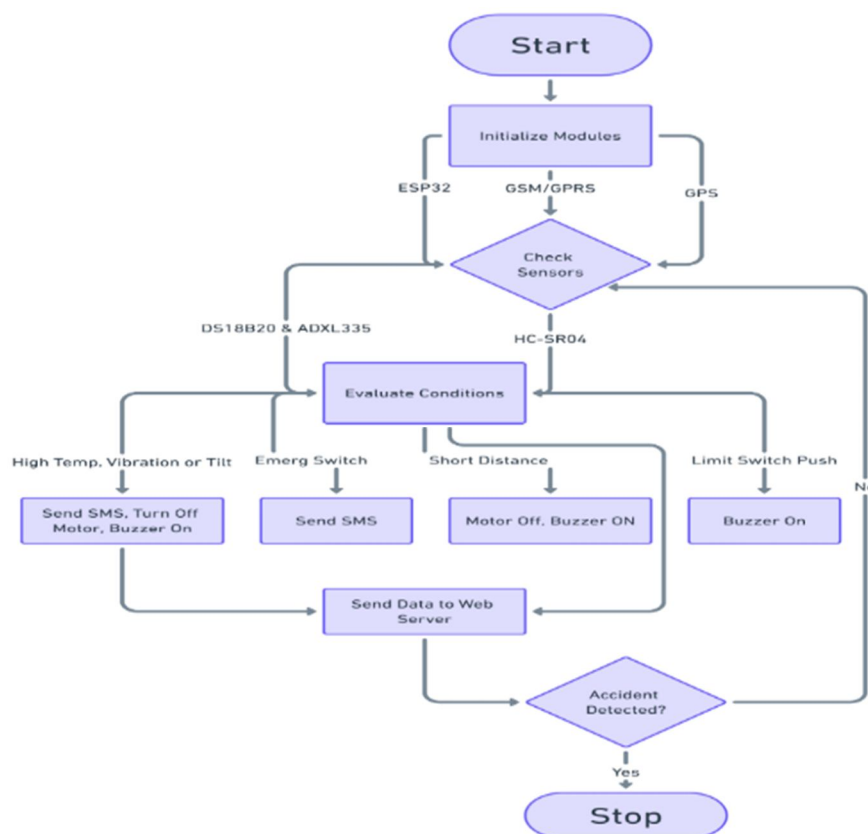 Start
Initialize Modules
ESP32
GSM/GPRS
GPS
Check
Sensors
DS18B20 & ADXL335
HC-SR04
Evaluate Conditions
High Temp, Vibration or Tilt
Emerg Switch
Short Distance
Limit Switch Push
Send SMS, Turn Off
Motor, Buzzer On
Send SMS
Motor Off, Buzzer ON
Buzzer On
Send Data to Web
Server
Accident
Detected?
Yes
Stop